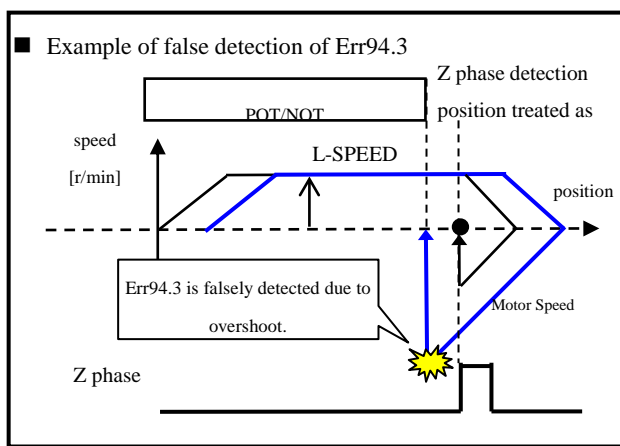 ■ Example of false detection of Err94.3
Z phase detection
position treated as
POT/NOT
speed
[r/min]
L-SPEED
position
Err94.3 is falsely detected due to
overshoot.
Motor Speed
Z phase